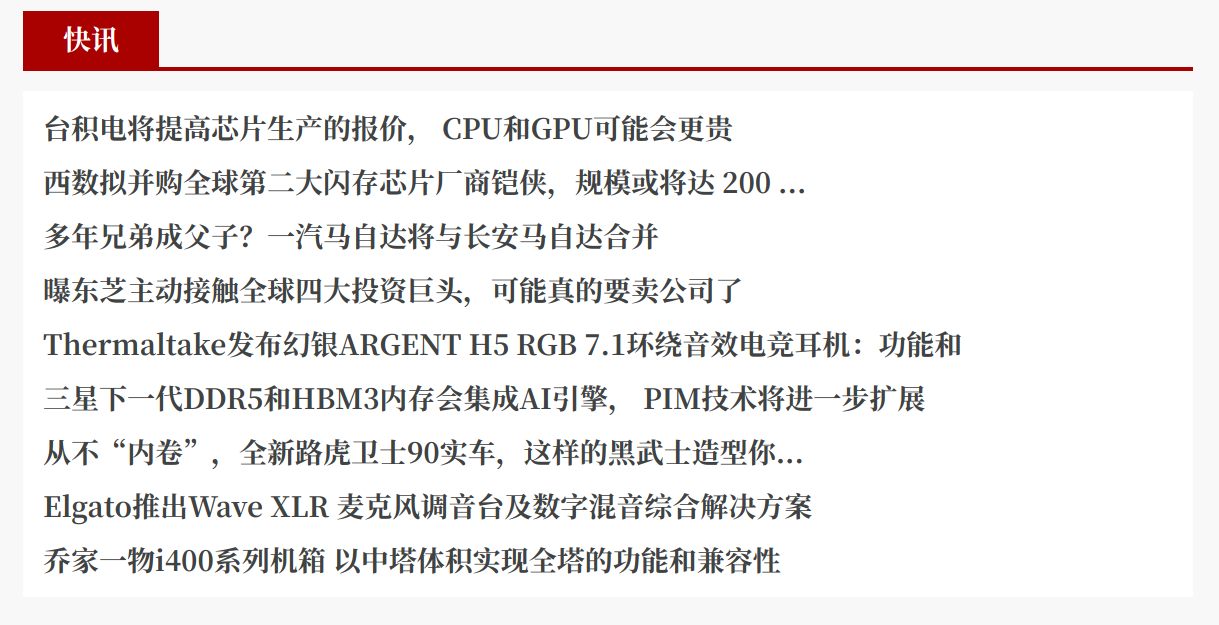 快讯
台积电将提高芯片生产的报价， CPU和GPU可能会更贵
西数拟并购全球第二大闪存芯片厂商铠侠，规模或将达 200 ...
多年兄弟成父子？一汽马自达将与长安马自达合并
曝东芝主动接触全球四大投资巨头，可能真的要卖公司了
Thermaltake发布幻银ARGENT H5 RGB 7.1环绕音效电竞耳机：功能和
三星下一代DDR5和HBM3内存会集成AI引擎， PIM技术将进一步扩展
从不“内卷”，全新路虎卫士90实车，这样的黑武士造型你...
Elgato推出Wave XLR 麦克风调音台及数字混音综合解决方案
乔家一物i400系列机箱 以中塔体积实现全塔的功能和兼容性